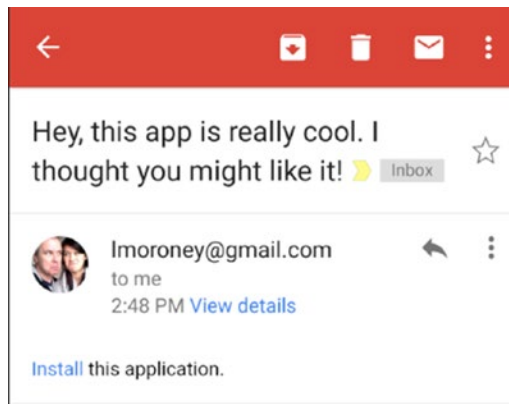 Hey, this app is really cool. I
thought you might like it! Inbox
lmoroney@gmail.com
to me
2:48 PM View details
Install this application.